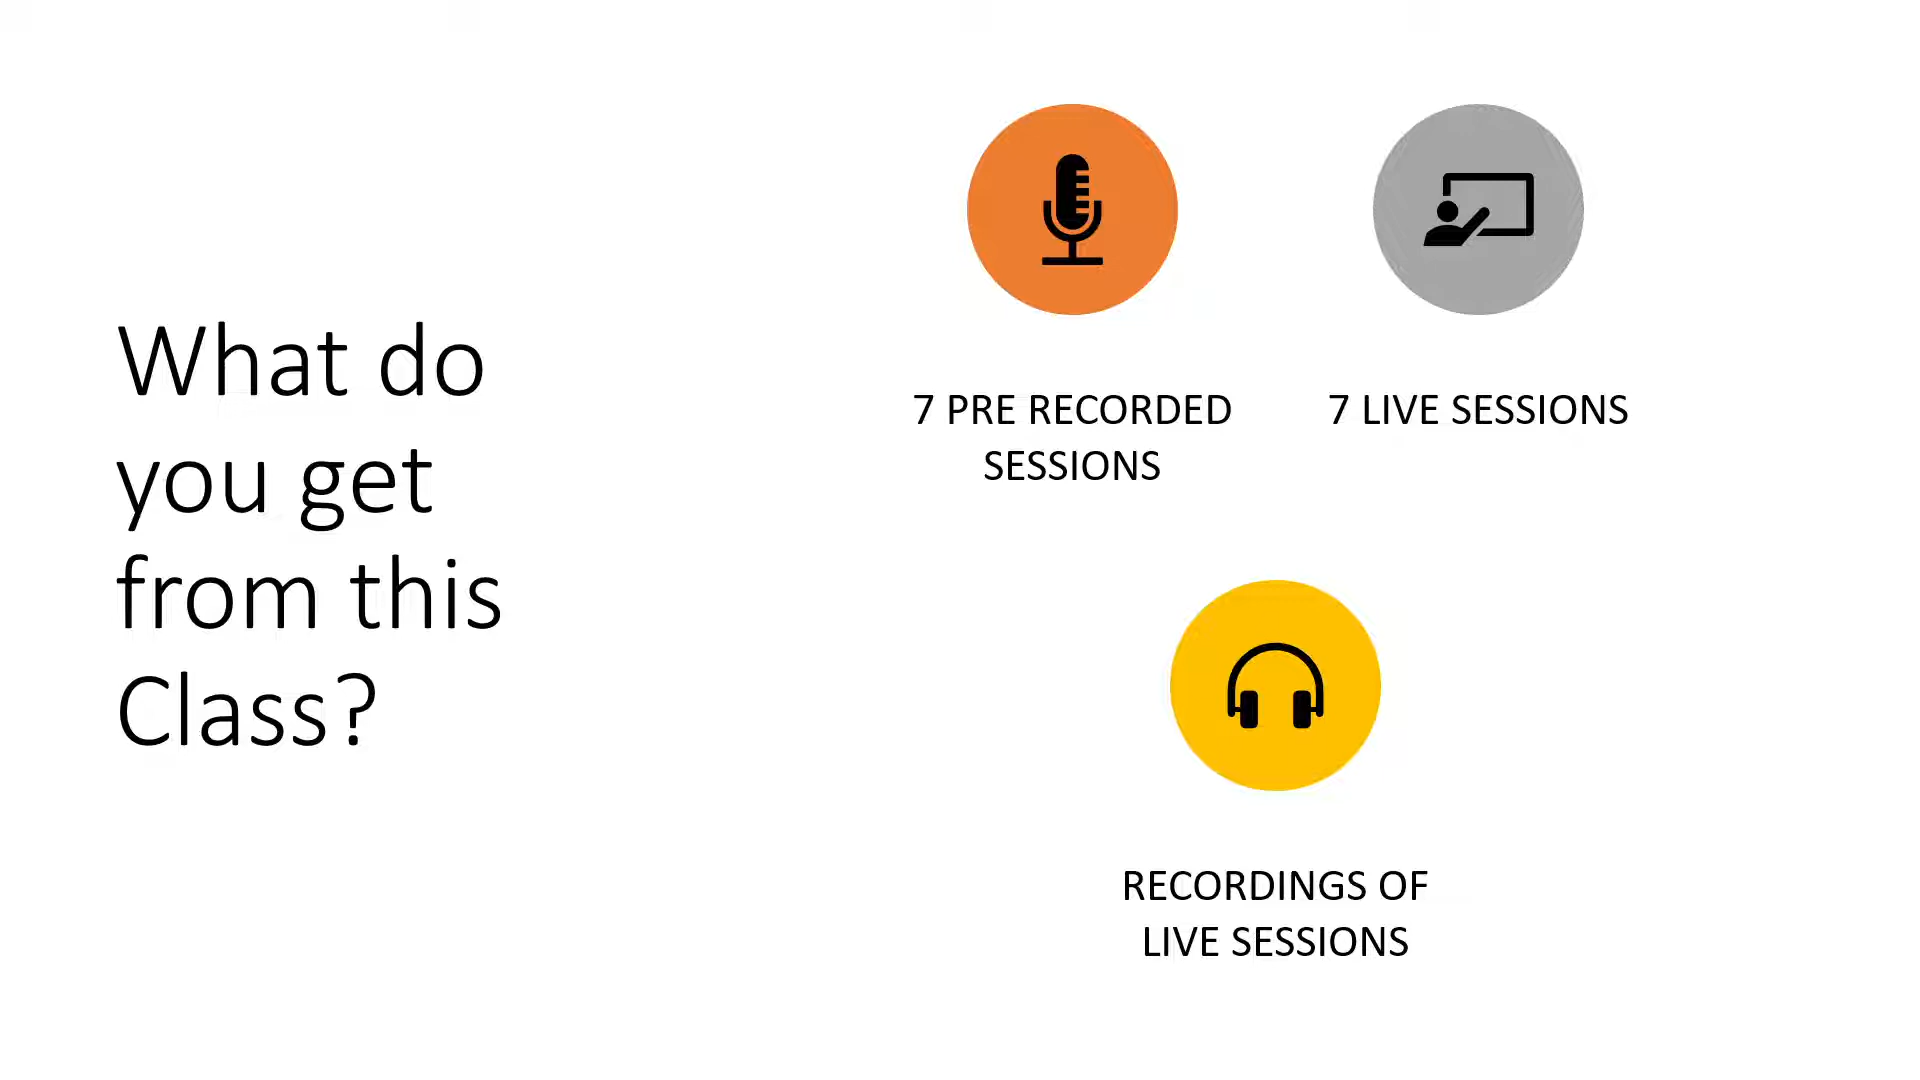 What do
you get
from this
Class?
7 PRE RECORDED
SESSIONS
7 LIVE SESSIONS
RECORDINGS OF
LIVE SESSIONS